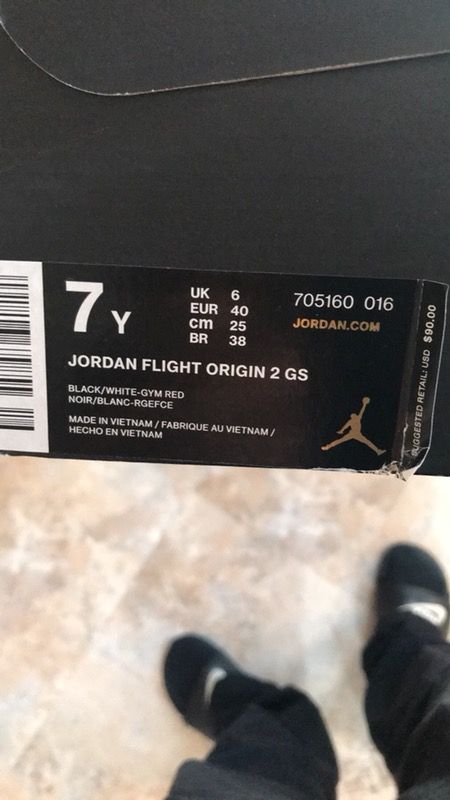 7 Y
UK 6
EUR 40
cm 25
BR 38
705160 016
JORDAN.COM
JORDAN FLIGHT ORIGIN 2 GS
BLACK/WHITE-GYM RED
NOIR/BLANC-RGEFCE
MADE IN VIETNAM / FABRIQUE AU VIETNAM /
HECHO EN VIETNAM
SUGGESTED RETAIL: USD $90.00